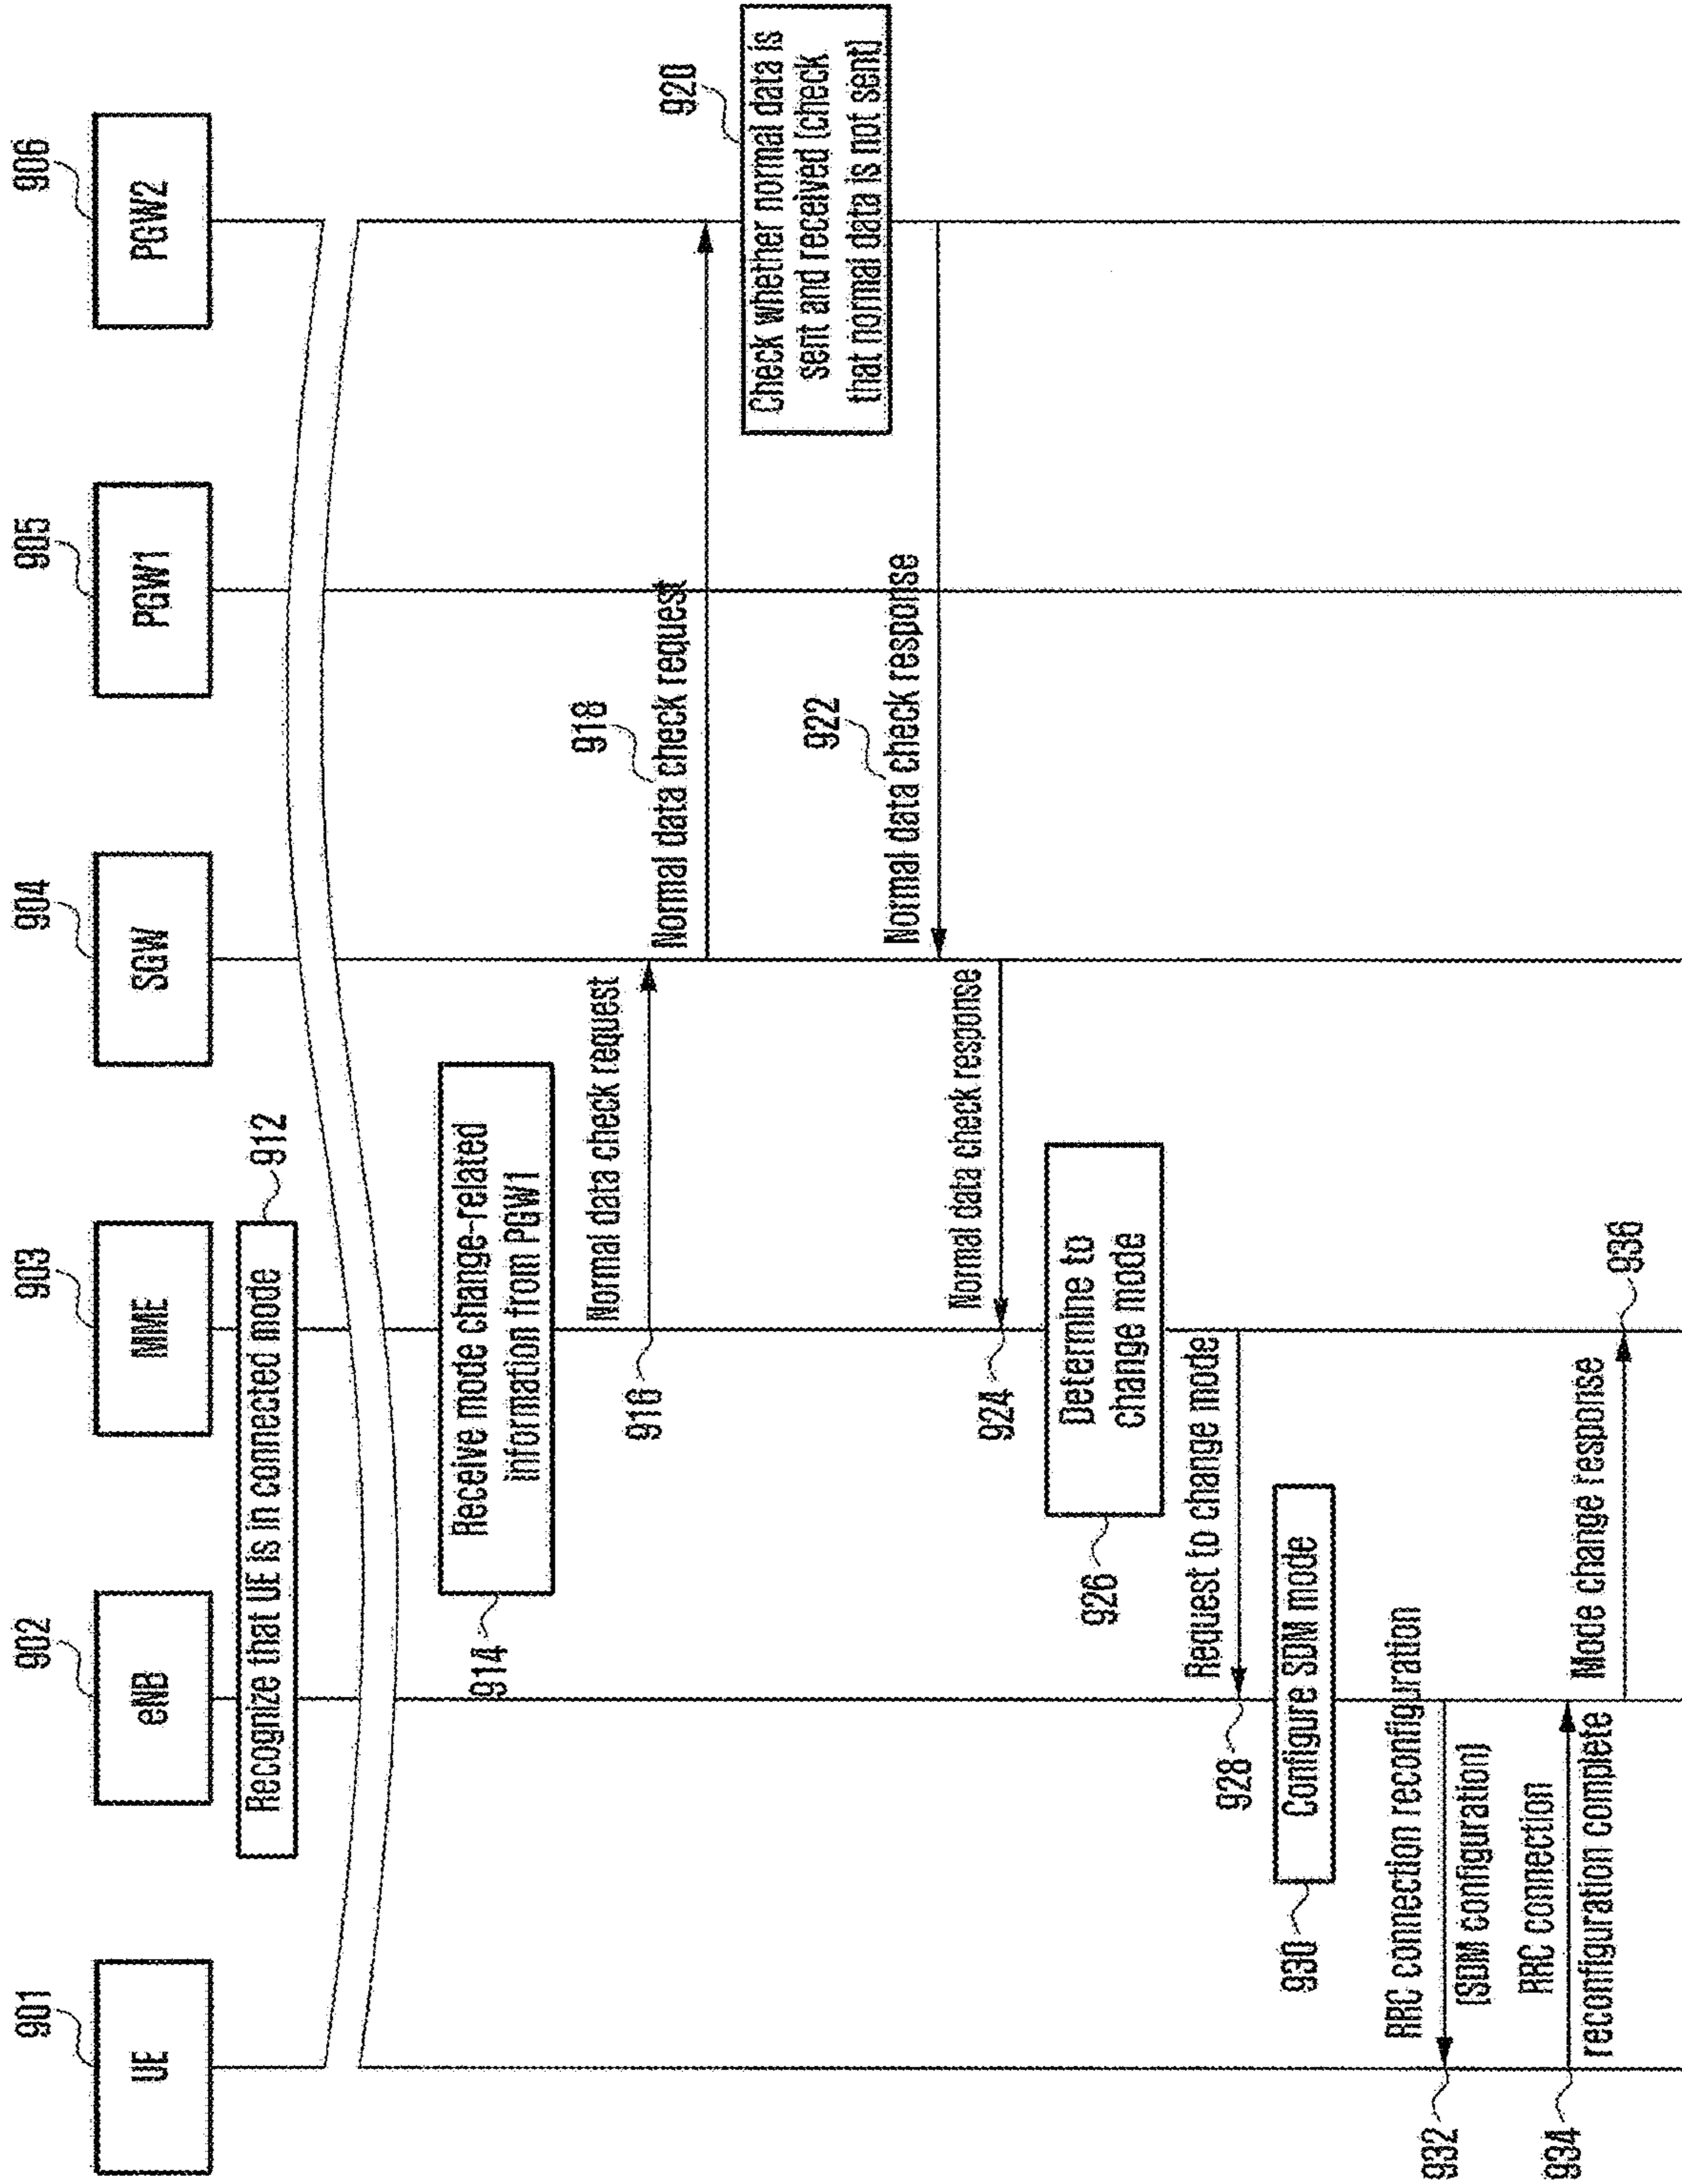 901
902
903
904
905
906
UE
eNB
MME
SGW
PGW1
PGW2
Recognize that UE is in connected mode
912
914
Receive mode change-related
information from PGW1
916
Normal data check request
918
Normal data check request
920
Check whether normal data is
sent and received (check
that normal data is not sent)
922
Normal data check response
924
Normal data check response
926
Determine to
change mode
Request to change mode
928
930
Configure SDM mode
RRC connection reconfiguration
(SDM configuration)
932
RRC connection
reconfiguration complete
934
Mode change response
936